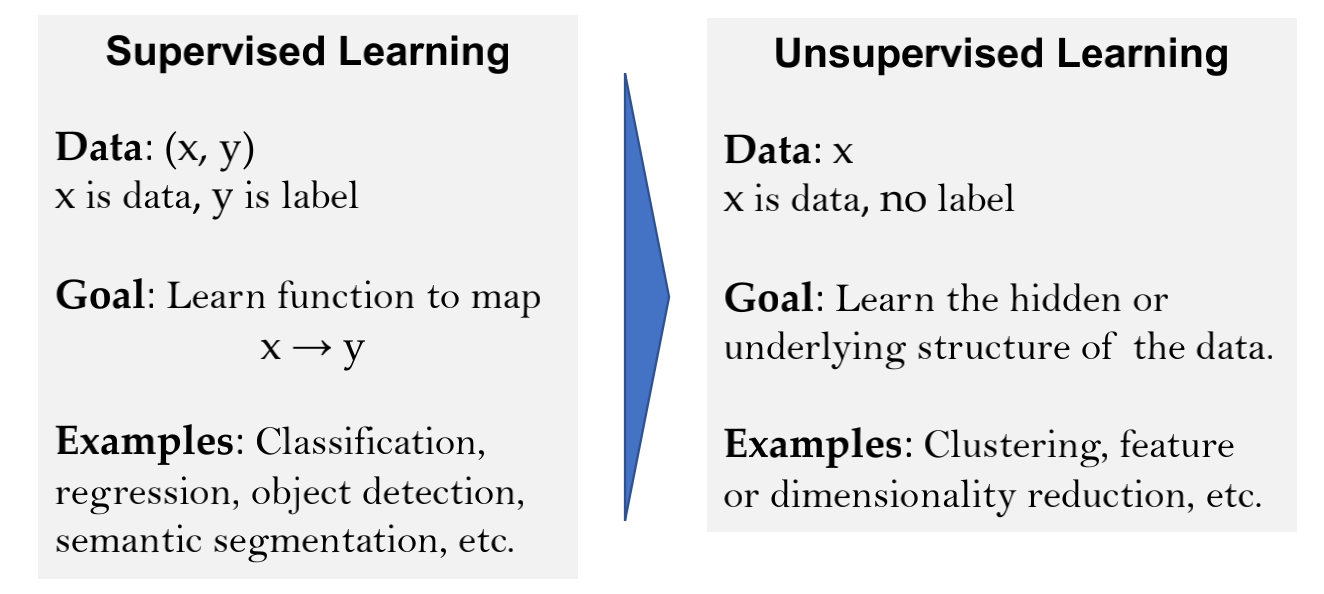 Supervised Learning
Data: (x, y)
x is data, y is label
Goal: Learn function to map
x → y
Examples: Classification,
regression, object detection,
semantic segmentation, etc.
Unsupervised Learning
Data: x
x is data, no label
Goal: Learn the hidden or
underlying structure of the data.
Examples: Clustering, feature
or dimensionality reduction, etc.